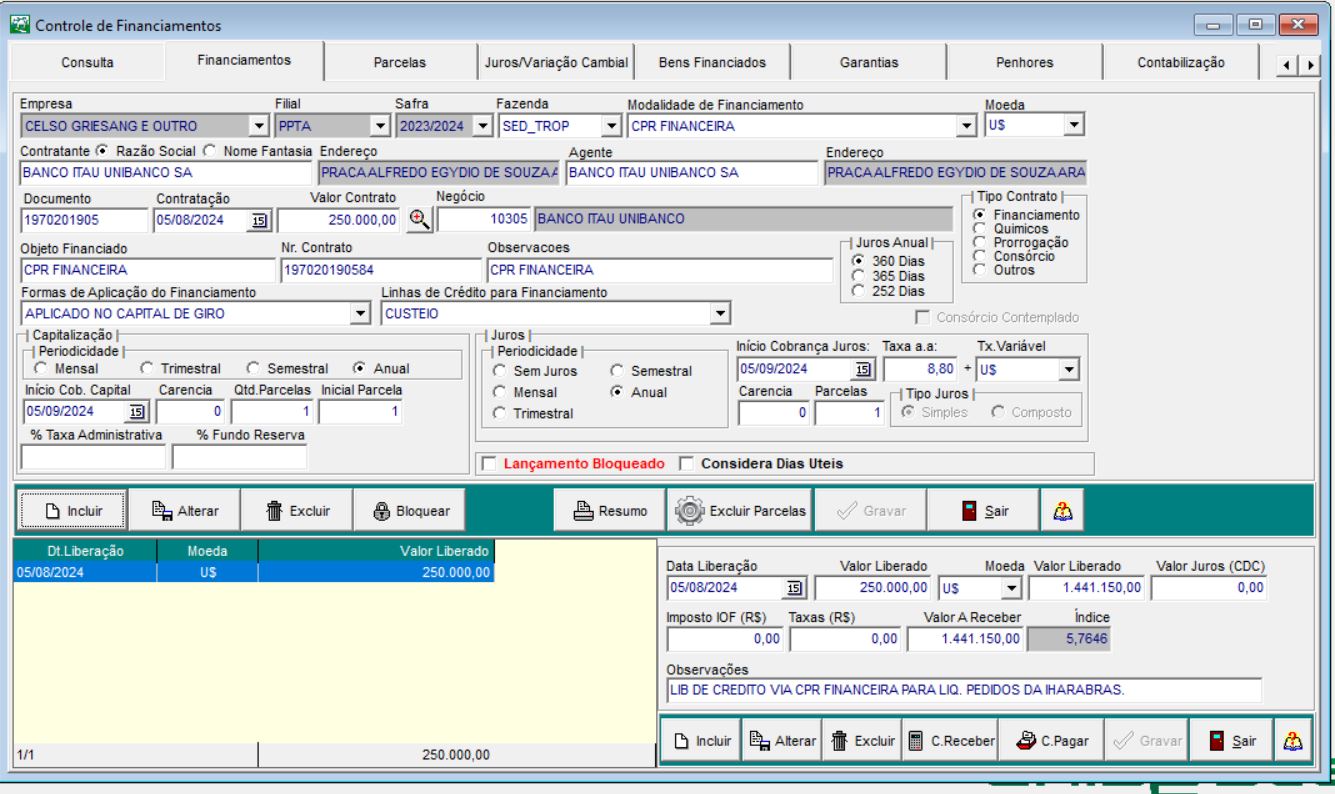 Controle de Financiamentos
Consulta Financiamentos Parcelas Juros/Variação Cambial Bens Financiados Garantias Penhores Contabilização
Empresa Filial Safra Fazenda Modalidade de Financiamento Moeda
CELSO GRIESANG E OUTRO PPTA 2023/2024 SED_TROP CPR FINANCEIRA U$
Contratante Razão Social Nome Fantasia Endereço Agente Endereço
BANCO ITAU UNIBANCO SA PRACA ALFREDO EGYDIO DE SOUZA A BANCO ITAU UNIBANCO SA PRACA ALFREDO EGYDIO DE SOUZA ARA
Documento Contratação Valor Contrato Negócio Tipo Contrato
1970201905 05/08/2024 15 250.000,00 10305 BANCO ITAU UNIBANCO Financiamento
Quimicos
Prorrogação
Consórcio
Outros
Objeto Financiado Nr. Contrato Observacoes Juros Anual
CPR FINANCEIRA 197020190584 CPR FINANCEIRA 360 Dias
365 Dias
252 Dias
Formas de Aplicação do Financiamento Linhas de Crédito para Financiamento
APLICADO NO CAPITAL DE GIRO CUSTEIO Consórcio Contemplado
Capitalização
Periodicidade
Mensal Trimestral Semestral Anual
Início Cob. Capital Carencia Qtd.Parcelas Inicial Parcela
05/09/2024 15 0 1 1
% Taxa Administrativa % Fundo Reserva
Juros
Periodicidade
Sem Juros Semestral
Mensal Anual
Trimestral
Início Cobrança Juros: Taxa a.a: Tx.Variável
05/09/2024 15 8,80 + U$
Carencia Parcelas Tipo Juros
0 1 Simples Composto
Lançamento Bloqueado Considera Dias Uteis
Incluir Alterar Excluir Bloquear Resumo Excluir Parcelas Gravar Sair
Dt.Liberação Moeda Valor Liberado
05/08/2024 U$ 250.000,00
1/1 250.000,00
Data Liberação Valor Liberado Moeda Valor Liberado Valor Juros (CDC)
05/08/2024 15 250.000,00 U$ 1.441.150,00 0,00
Imposto IOF (R$) Taxas (R$) Valor A Receber Índice
0,00 0,00 1.441.150,00 5,7646
Observações
LIB DE CREDITO VIA CPR FINANCEIRA PARA LIQ. PEDIDOS DA IHARABRAS.
Incluir Alterar Excluir C.Receber C.Pagar Gravar Sair